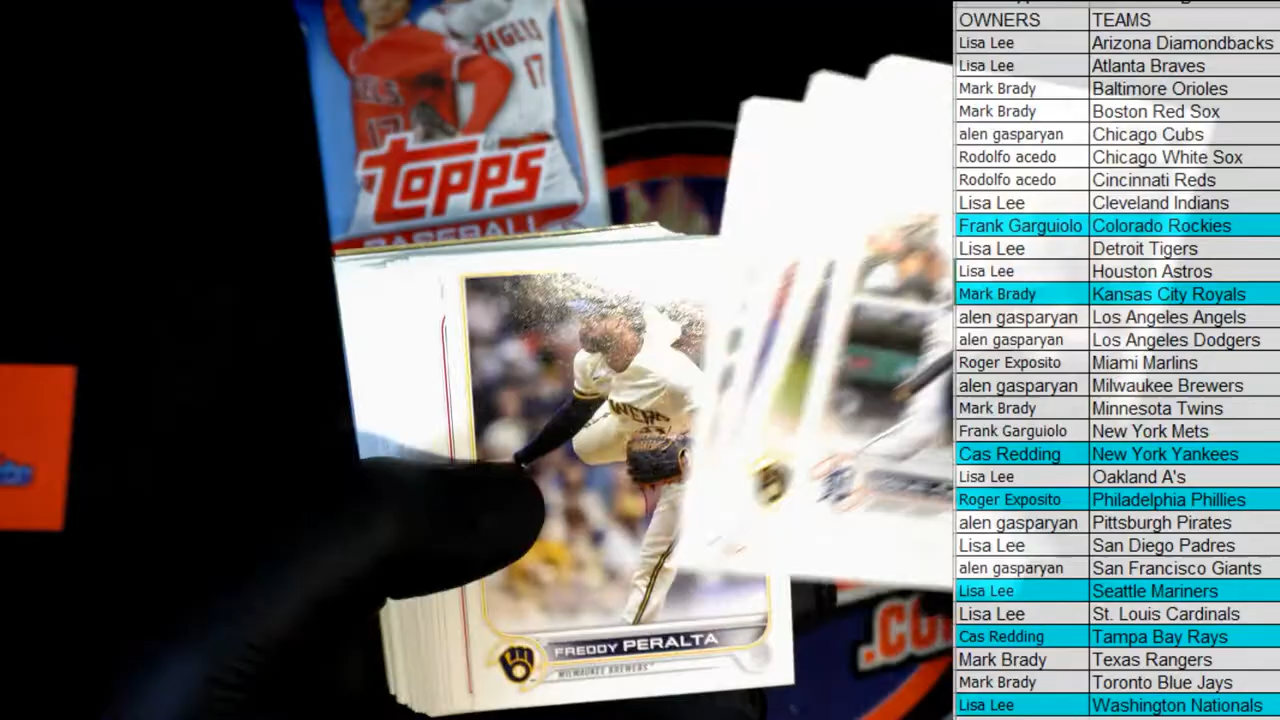 ANGELS
17
17
TOPPS
BASEBALL
FREDDY PERALTA
MILWAUKEE BREWERS
.CO
OWNERS TEAMS
Lisa Lee Arizona Diamondbacks
Lisa Lee Atlanta Braves
Mark Brady Baltimore Orioles
Mark Brady Boston Red Sox
alen gasparyan Chicago Cubs
Rodolfo acedo Chicago White Sox
Rodolfo acedo Cincinnati Reds
Lisa Lee Cleveland Indians
Frank Garguiolo Colorado Rockies
Lisa Lee Detroit Tigers
Lisa Lee Houston Astros
Mark Brady Kansas City Royals
alen gasparyan Los Angeles Angels
alen gasparyan Los Angeles Dodgers
Roger Exposito Miami Marlins
alen gasparyan Milwaukee Brewers
Mark Brady Minnesota Twins
Frank Garguiolo New York Mets
Cas Redding New York Yankees
Lisa Lee Oakland A's
Roger Exposito Philadelphia Phillies
alen gasparyan Pittsburgh Pirates
Lisa Lee San Diego Padres
alen gasparyan San Francisco Giants
Lisa Lee Seattle Mariners
Lisa Lee St. Louis Cardinals
Cas Redding Tampa Bay Rays
Mark Brady Texas Rangers
Mark Brady Toronto Blue Jays
Lisa Lee Washington Nationals